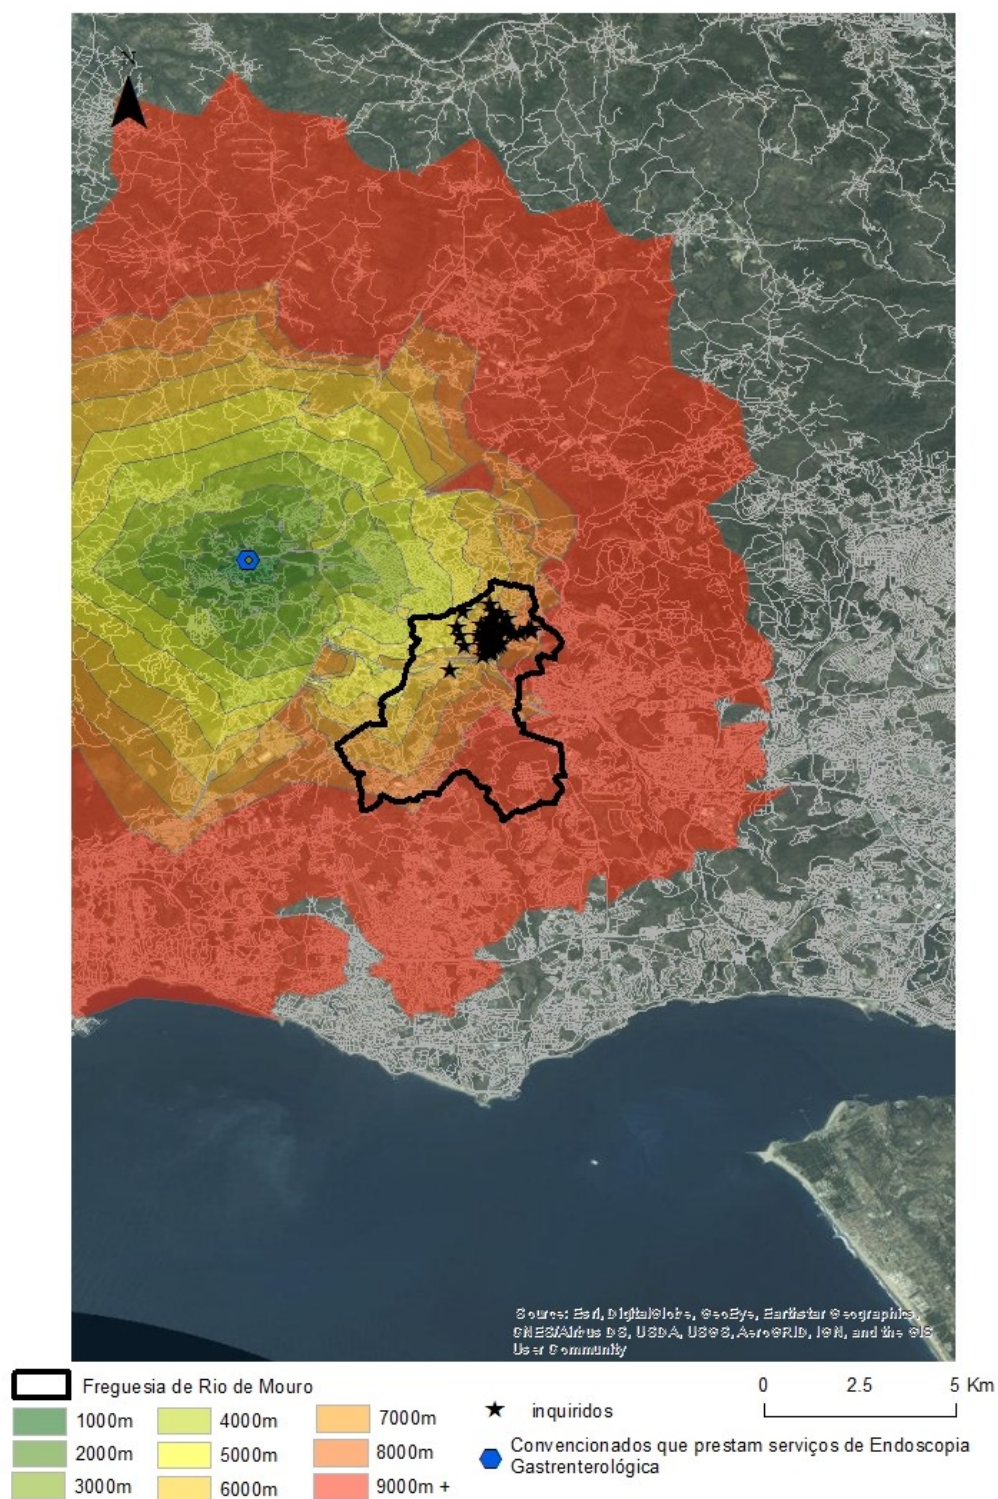 N
Source: Esri, DigitalGlobe, GeoEye, Earthstar Geographics,
CNES/Airbus DS, USDA, USGS, AeroGRID, IGN, and the GIS
User Community
Freguesia de Rio de Mouro
1000m
2000m
3000m
4000m
5000m
6000m
7000m
8000m
9000m +
inquiridos
Convencionados que prestam serviços de Endoscopia
Gastrenterológica
0 2.5 5 Km